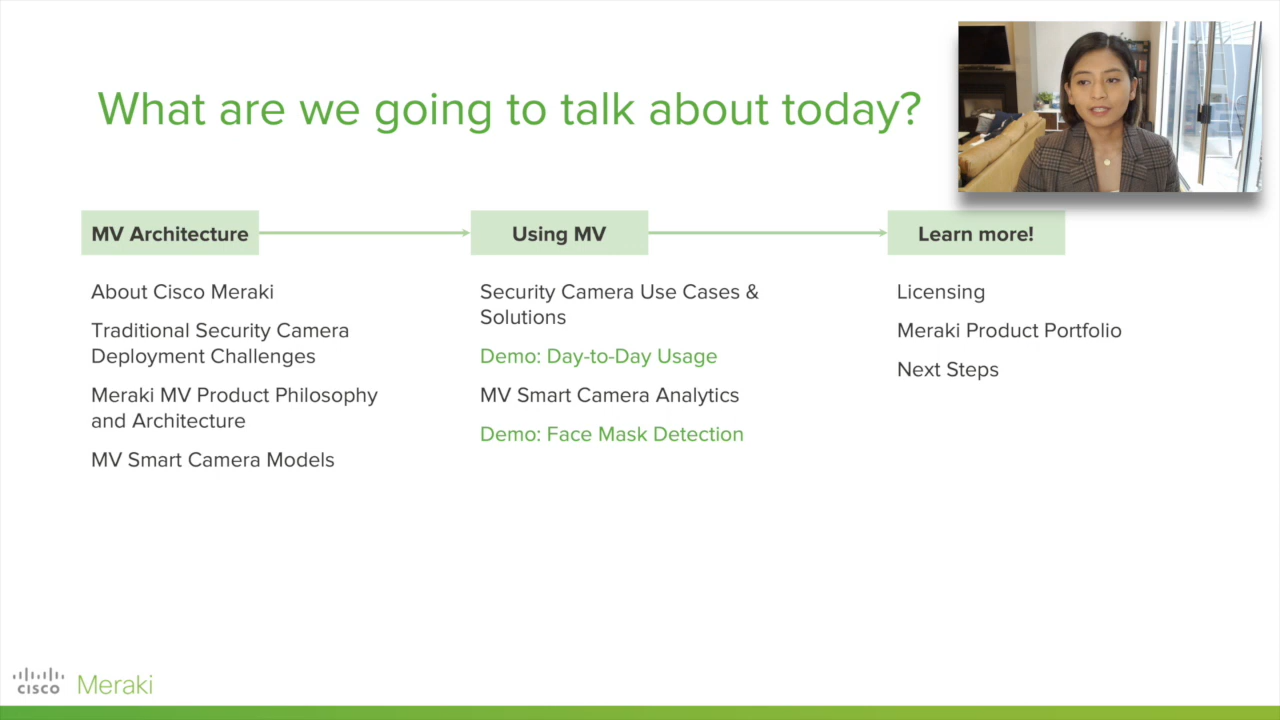 What are we going to talk about today?
MV Architecture
About Cisco Meraki
Traditional Security Camera
Deployment Challenges
Meraki MV Product Philosophy
and Architecture
MV Smart Camera Models
Using MV
Security Camera Use Cases &
Solutions
Demo: Day-to-Day Usage
MV Smart Camera Analytics
Demo: Face Mask Detection
Learn more!
Licensing
Meraki Product Portfolio
Next Steps
CISCO Meraki